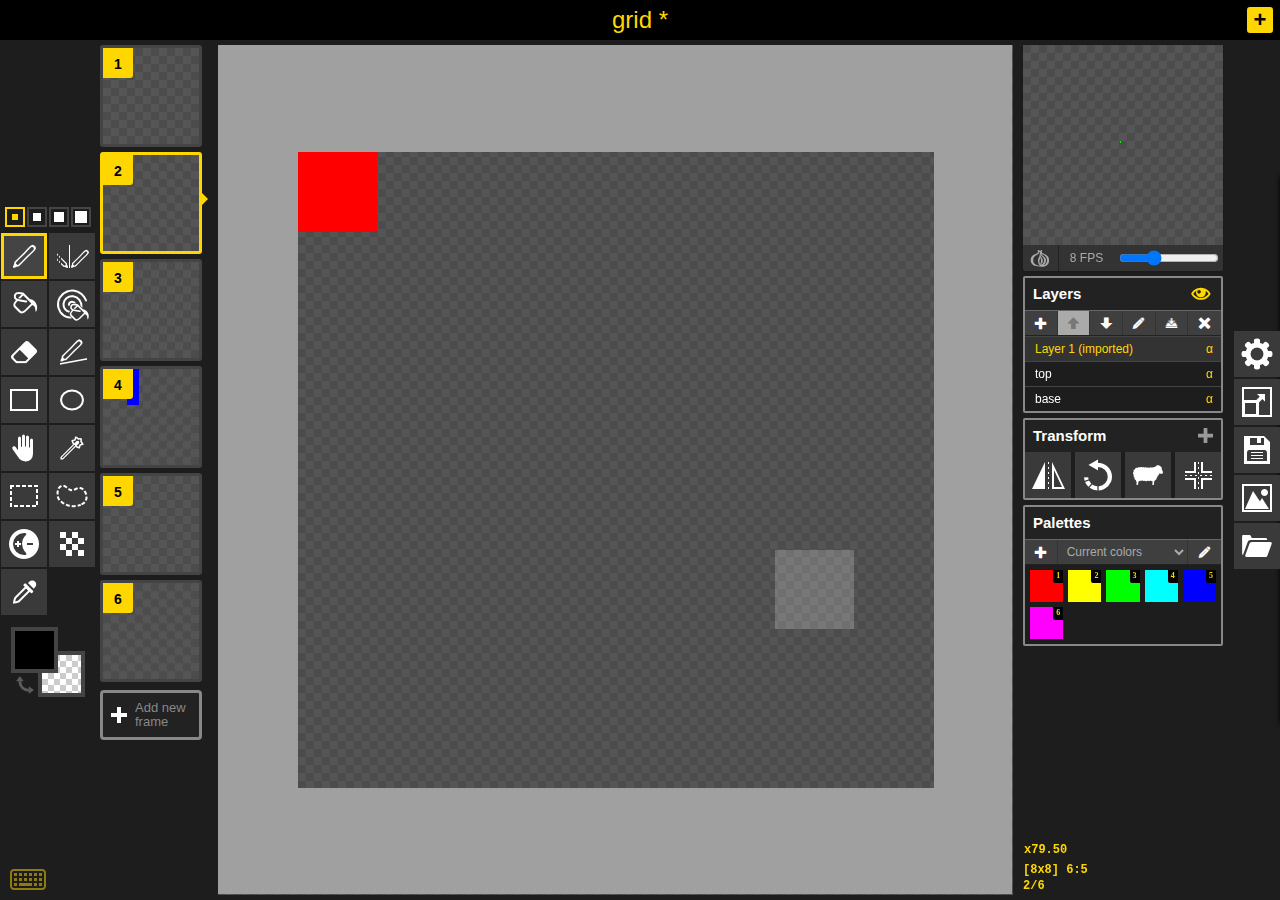 grid *
1
2
3
4
5
6
Add new
frame
8 FPS
Layers
Layer 1 (imported) α
top α
base α
Transform
Palettes
Current colors
1 2 3 4 5
6
x79.50
[8x8] 6:5
2/6